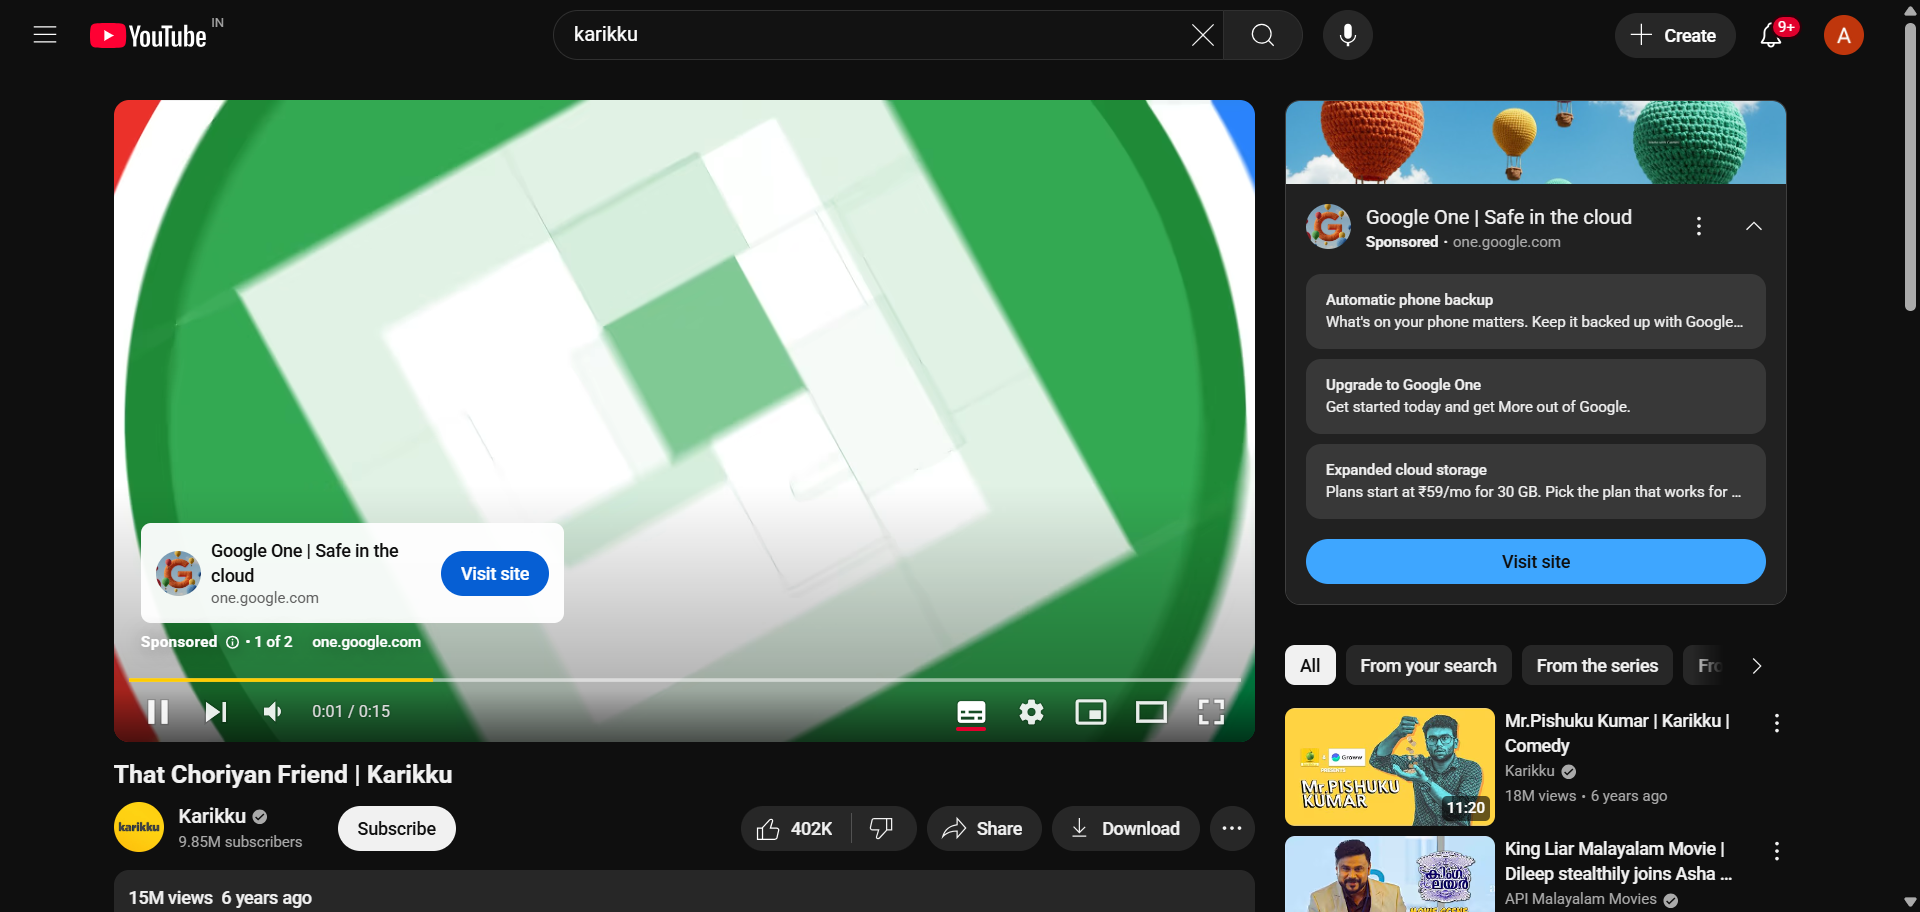 YouTube IN
karikku
Create
9+
A
Google One | Safe in the
cloud
one.google.com
Visit site
Sponsored · 1 of 2 one.google.com
0:01 / 0:15
That Choriyan Friend | Karikku
karikku
Karikku
9.85M subscribers
Subscribe
402K
Share
Download
15M views 6 years ago
Google One | Safe in the cloud
Sponsored · one.google.com
Automatic phone backup
What's on your phone matters. Keep it backed up with Google...
Upgrade to Google One
Get started today and get More out of Google.
Expanded cloud storage
Plans start at ₹59/mo for 30 GB. Pick the plan that works for ...
Visit site
All
From your search
From the series
Fro
Groww
PRESENTS
Mr.PISHUKU
KUMAR
11:20
Mr.Pishuku Kumar | Karikku |
Comedy
Karikku
18M views • 6 years ago
കിംഗ്
ലയർ
King Liar Malayalam Movie |
Dileep stealthily joins Asha ...
API Malayalam Movies